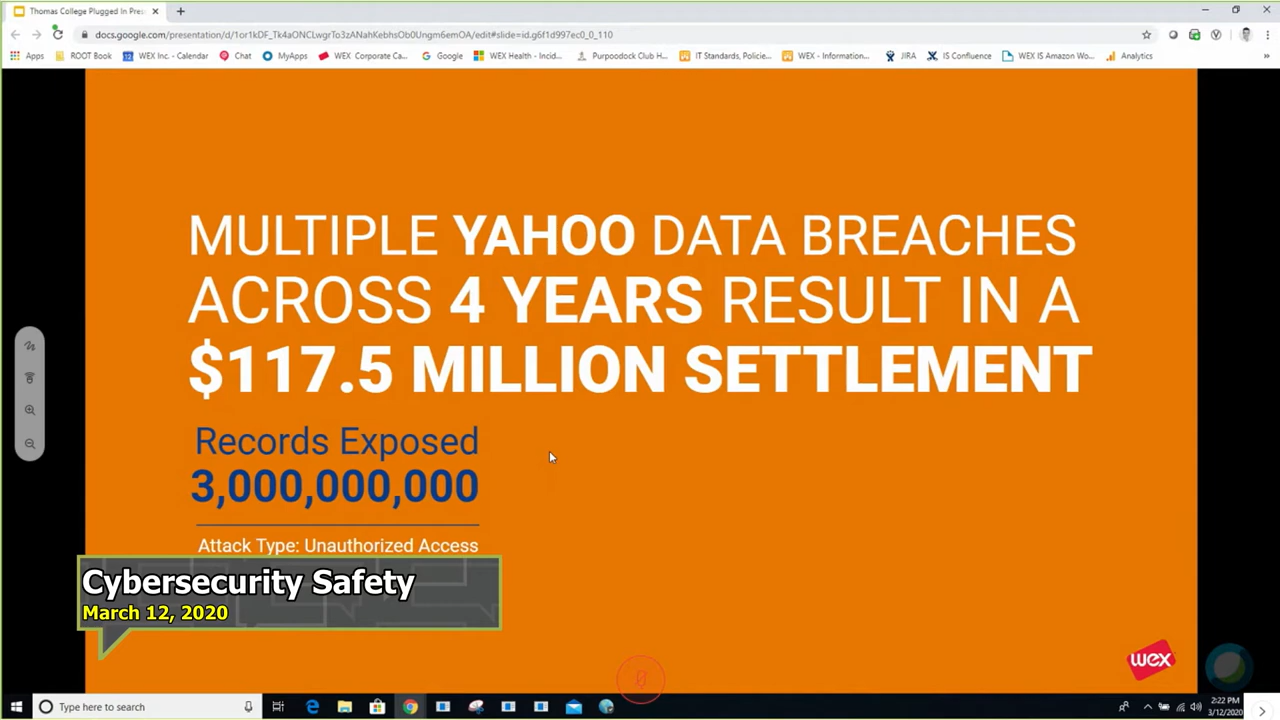 Thomas College Plugged In Pres
docs.google.com/presentation/d/1or1kDF_Tk4aONCLwgrTo3zANahKebhsOb0Ungm6emOA/edit#slide=id.g6f1d997ec0_0_110
Apps ROOT Book WEX Inc. - Calendar Chat MyApps WEX Corporate Ca... Google WEX Health - Incid... Purpoodock Club H... IT Standards, Policie... WEX - Information... JIRA IS Confluence WEX IS Amazon Wo... Analytics
MULTIPLE YAHOO DATA BREACHES
ACROSS 4 YEARS RESULT IN A
$117.5 MILLION SETTLEMENT
Records Exposed
3,000,000,000
Attack Type: Unauthorized Access
Cybersecurity Safety
March 12, 2020
wex
Type here to search
2:22 PM
3/12/2020